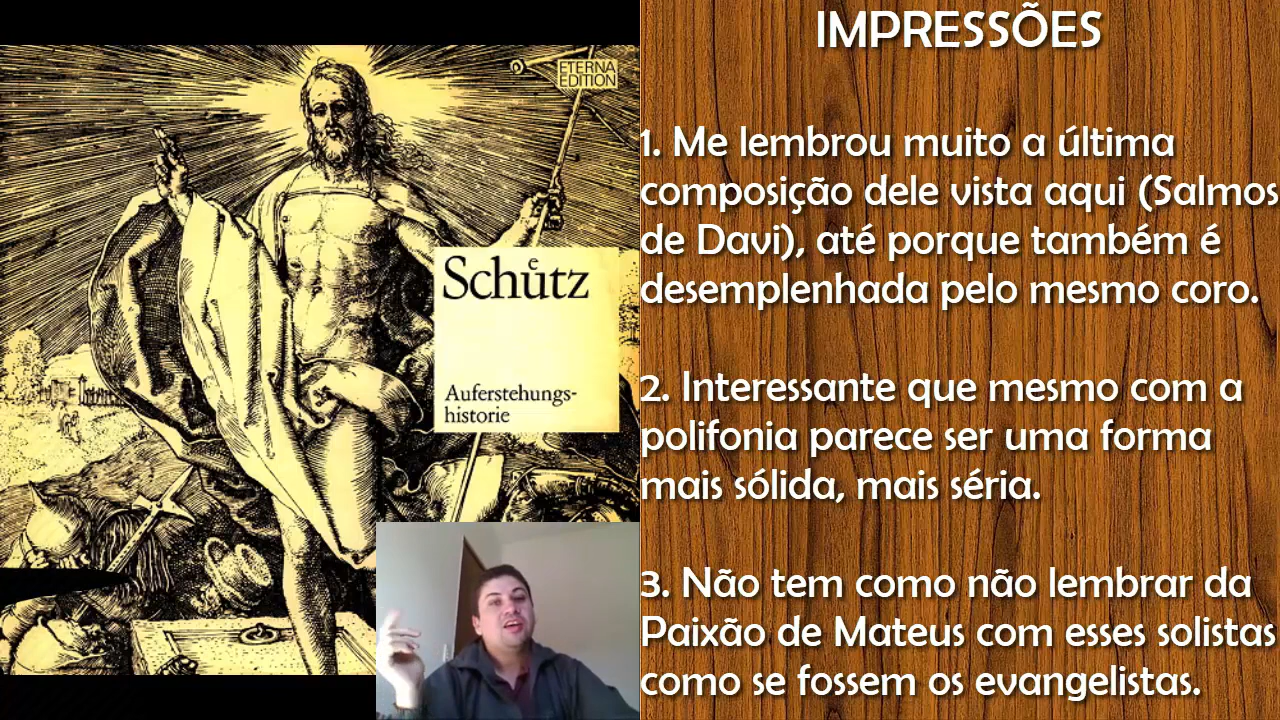 ETERNA
EDITION
Schůtz
Auferstehungs-
historie
IMPRESSÕES
1. Me lembrou muito a última
composição dele vista aqui (Salmos
de Davi), até porque também é
desemplenhada pelo mesmo coro.
2. Interessante que mesmo com a
polifonia parece ser uma forma
mais sólida, mais séria.
3. Não tem como não lembrar da
Paixão de Mateus com esses solistas
como se fossem os evangelistas.